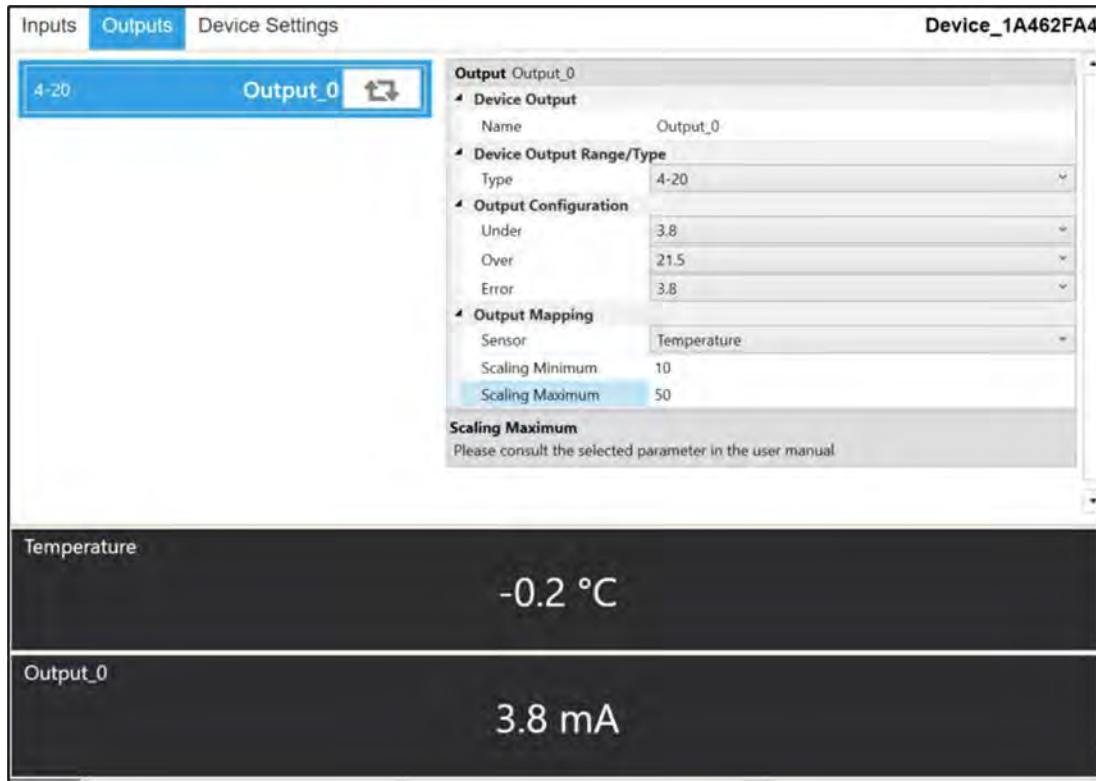 Inputs Outputs Device Settings Device_1A462FA4
4-20 Output_0
Output Output_0
Device Output
Name Output_0
Device Output Range/Type
Type 4-20
Output Configuration
Under 3.8
Over 21.5
Error 3.8
Output Mapping
Sensor Temperature
Scaling Minimum 10
Scaling Maximum 50
Scaling Maximum
Please consult the selected parameter in the user manual
Temperature
-0.2 °C
Output_0
3.8 mA